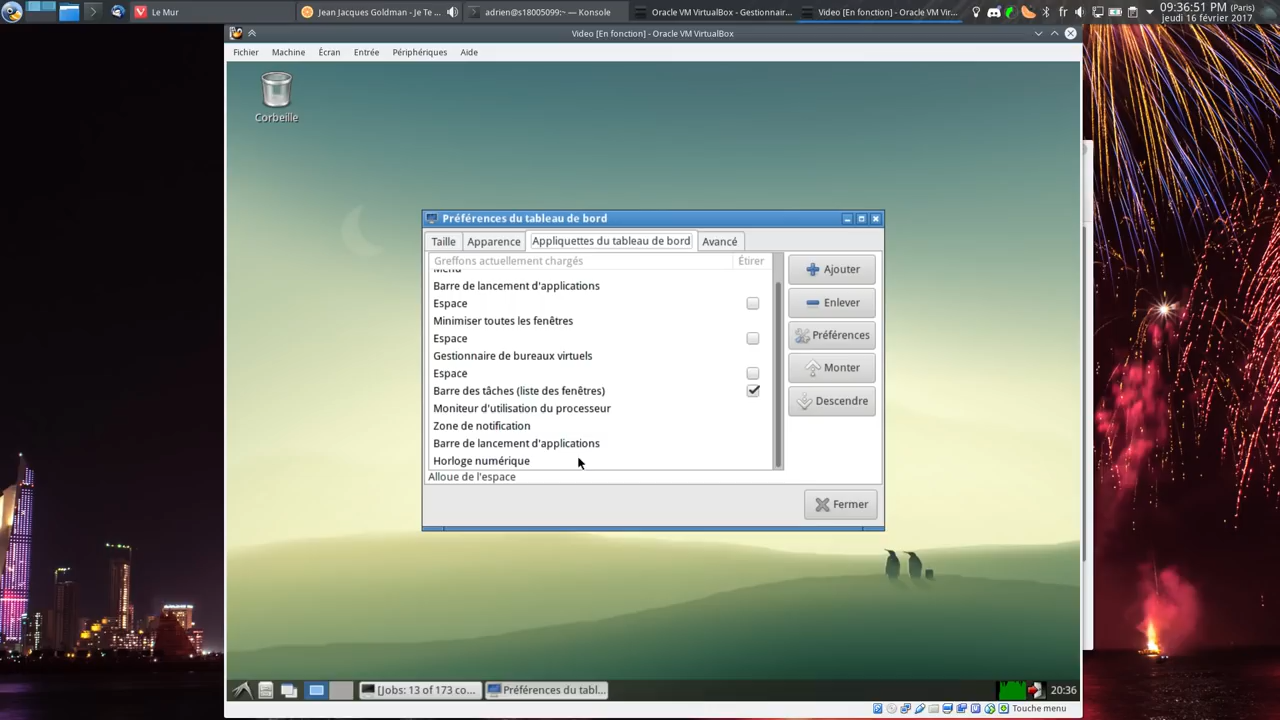 Le Mur
Jean Jacques Goldman - Je Te ...
adrien@s18005099:~ — Konsole
Oracle VM VirtualBox - Gestionnair...
Video [En fonction] - Oracle VM Vir...
fr
09:36:51 PM (Paris)
jeudi 16 février 2017
Video [En fonction] - Oracle VM VirtualBox
Fichier Machine Écran Entrée Périphériques Aide
Corbeille
Préférences du tableau de bord
Taille Apparence Appliquettes du tableau de bord Avancé
Greffons actuellement chargés Étirer
Menu
Barre de lancement d'applications
Espace
Minimiser toutes les fenêtres
Espace
Gestionnaire de bureaux virtuels
Espace
Barre des tâches (liste des fenêtres)
Moniteur d'utilisation du processeur
Zone de notification
Barre de lancement d'applications
Horloge numérique
Alloue de l'espace
Ajouter
Enlever
Préférences
Monter
Descendre
Fermer
[Jobs: 13 of 173 co...
Préférences du tabl...
20:36
Touche menu